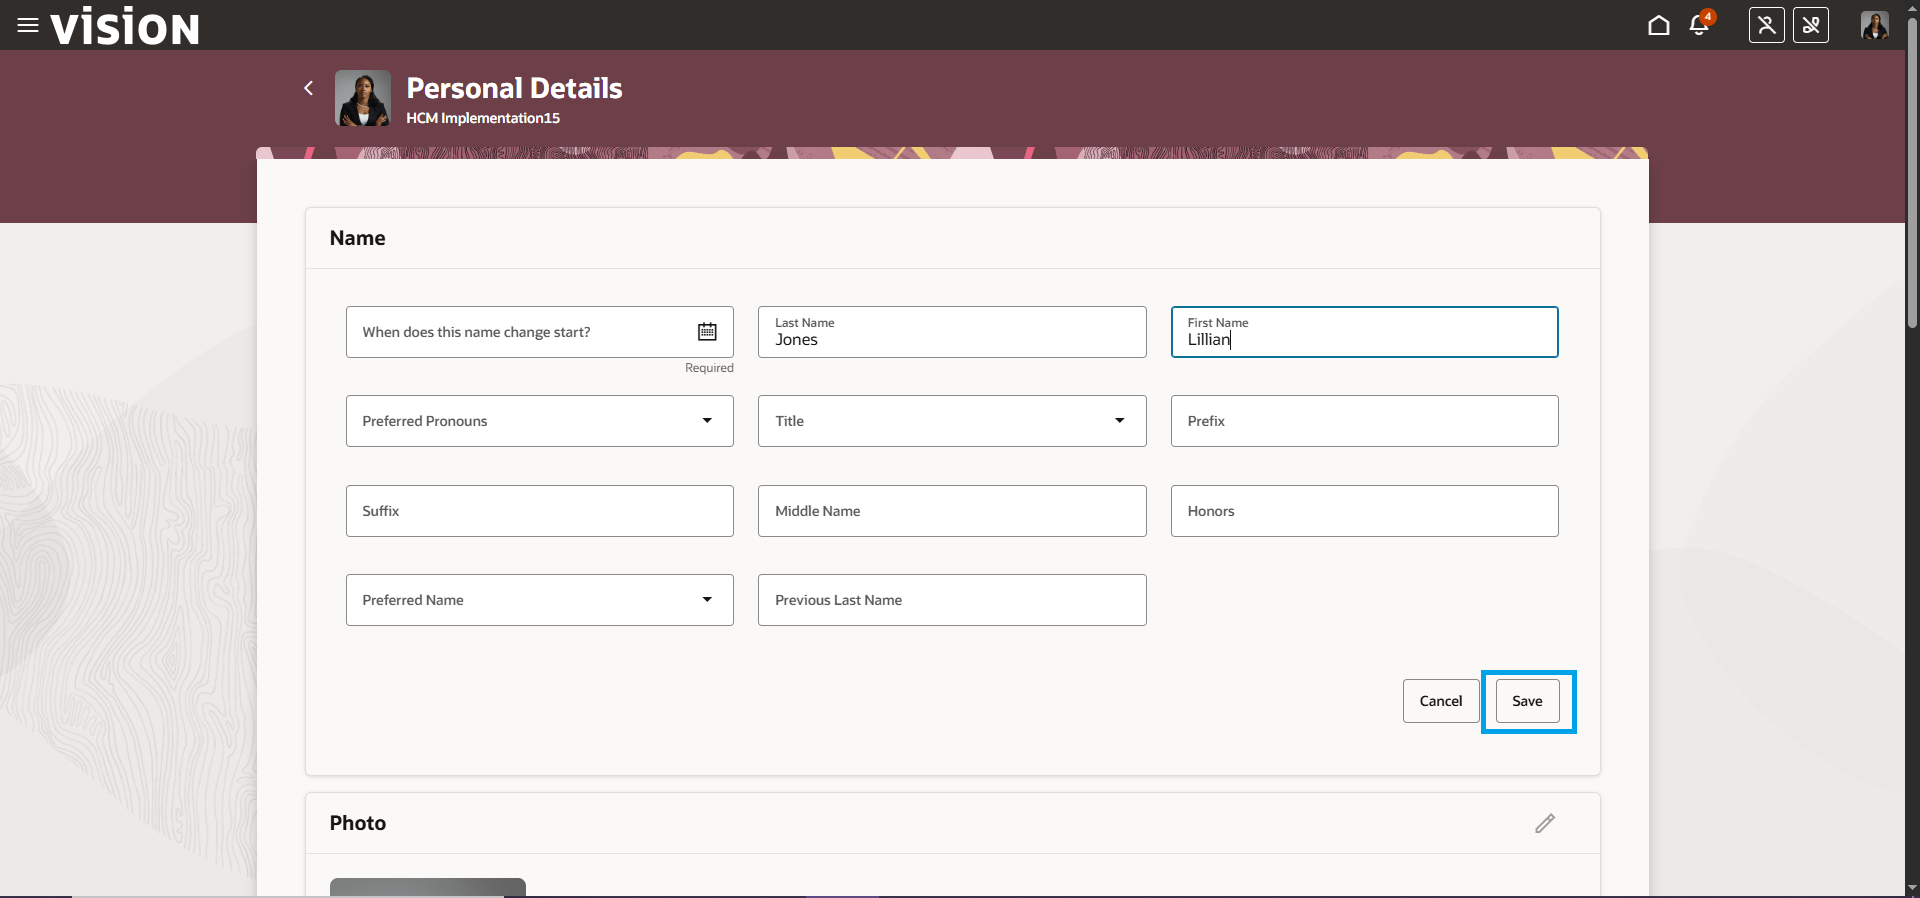 vision
4
Personal Details
HCM Implementation15
Name
When does this name change start?
Required
Last Name
Jones
First Name
Lillian
Preferred Pronouns
Title
Prefix
Suffix
Middle Name
Honors
Preferred Name
Previous Last Name
Cancel
Save
Photo